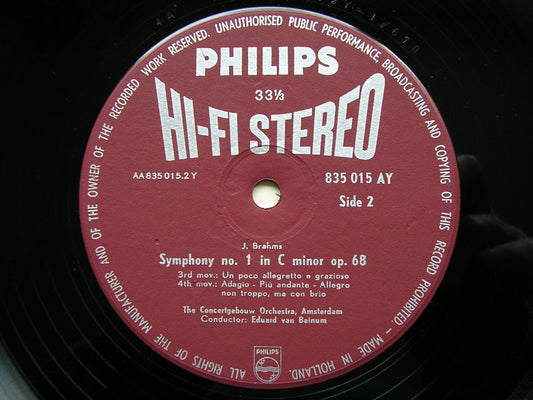 ALL RIGHTS OF THE MANUFACTURER AND OF THE OWNER OF THE RECORDED WORK RESERVED. UNAUTHORISED PUBLIC PERFORMANCE, BROADCASTING AND COPYING OF THIS RECORD PROHIBITED. – MADE IN HOLLAND.
PHILIPS
33⅓
HI-FI STEREO
AA 835 015.2 Y
835 015 AY
Side 2
J. Brahms
Symphony no. 1 in C minor op. 68
3rd mov.: Un poco allegretto e grazioso
4th mov.: Adagio - Più andante - Allegro
non troppo, ma con brio
The Concertgebouw Orchestra, Amsterdam
Conductor: Eduard van Beinum
PHILIPS